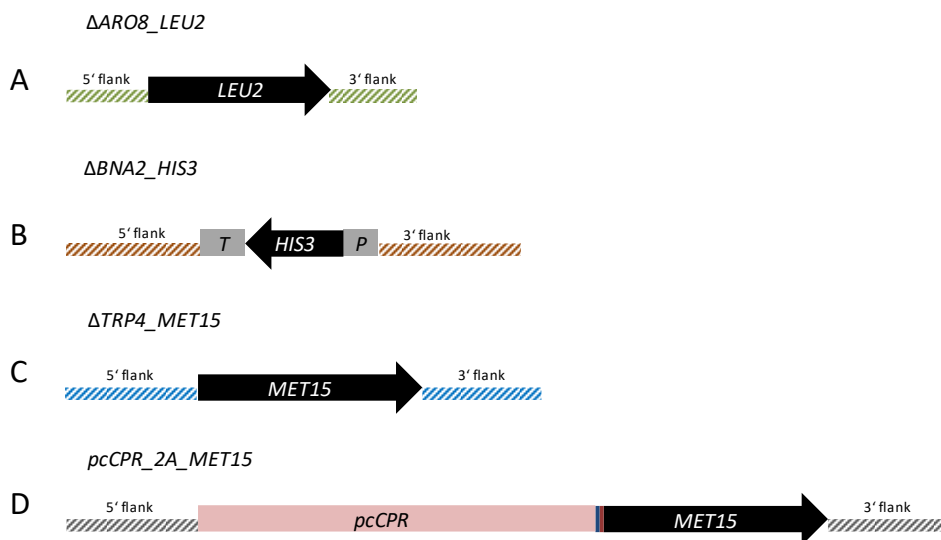 ΔARO8_LEU2
A
5' flank
LEU2
3' flank
ΔBNA2_HIS3
B
5' flank
T
HIS3
P
3' flank
ΔTRP4_MET15
C
5' flank
MET15
3' flank
pcCPR_2A_MET15
D
5' flank
pcCPR
MET15
3' flank